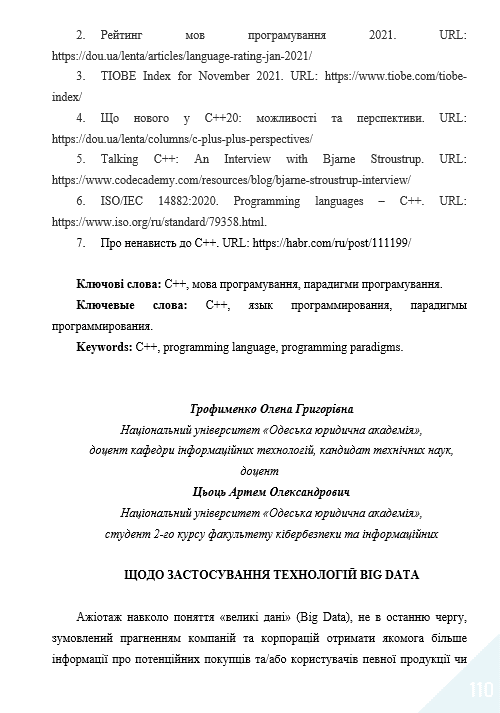 2. Рейтинг мов програмування 2021. URL:
https://dou.ua/lenta/articles/language-rating-jan-2021/
3. TIOBE Index for November 2021. URL: https://www.tiobe.com/tiobe-
index/
4. Що нового у C++20: можливості та перспективи. URL:
https://dou.ua/lenta/columns/c-plus-plus-perspectives/
5. Talking C++: An Interview with Bjarne Stroustrup. URL:
https://www.codecademy.com/resources/blog/bjarne-stroustrup-interview/
6. ISO/IEC 14882:2020. Programming languages – C++. URL:
https://www.iso.org/ru/standard/79358.html.
7. Про ненависть до C++. URL: https://habr.com/ru/post/111199/
Ключові слова: C++, мова програмування, парадигми програмування.
Ключевые слова: C++, язык программирования, парадигмы
программирования.
Keywords: C++, programming language, programming paradigms.
Трофименко Олена Григорівна
Національний університет «Одеська юридична академія»,
доцент кафедри інформаційних технологій, кандидат технічних наук,
доцент
Цьоць Артем Олександрович
Національний університет «Одеська юридична академія»,
студент 2-го курсу факультету кібербезпеки та інформаційних
ЩОДО ЗАСТОСУВАННЯ ТЕХНОЛОГІЙ BIG DATA
Ажіотаж навколо поняття «великі дані» (Big Data), не в останню чергу,
зумовлений прагненням компаній та корпорацій отримати якомога більше
інформації про потенційних покупців та/або користувачів певної продукції чи
110